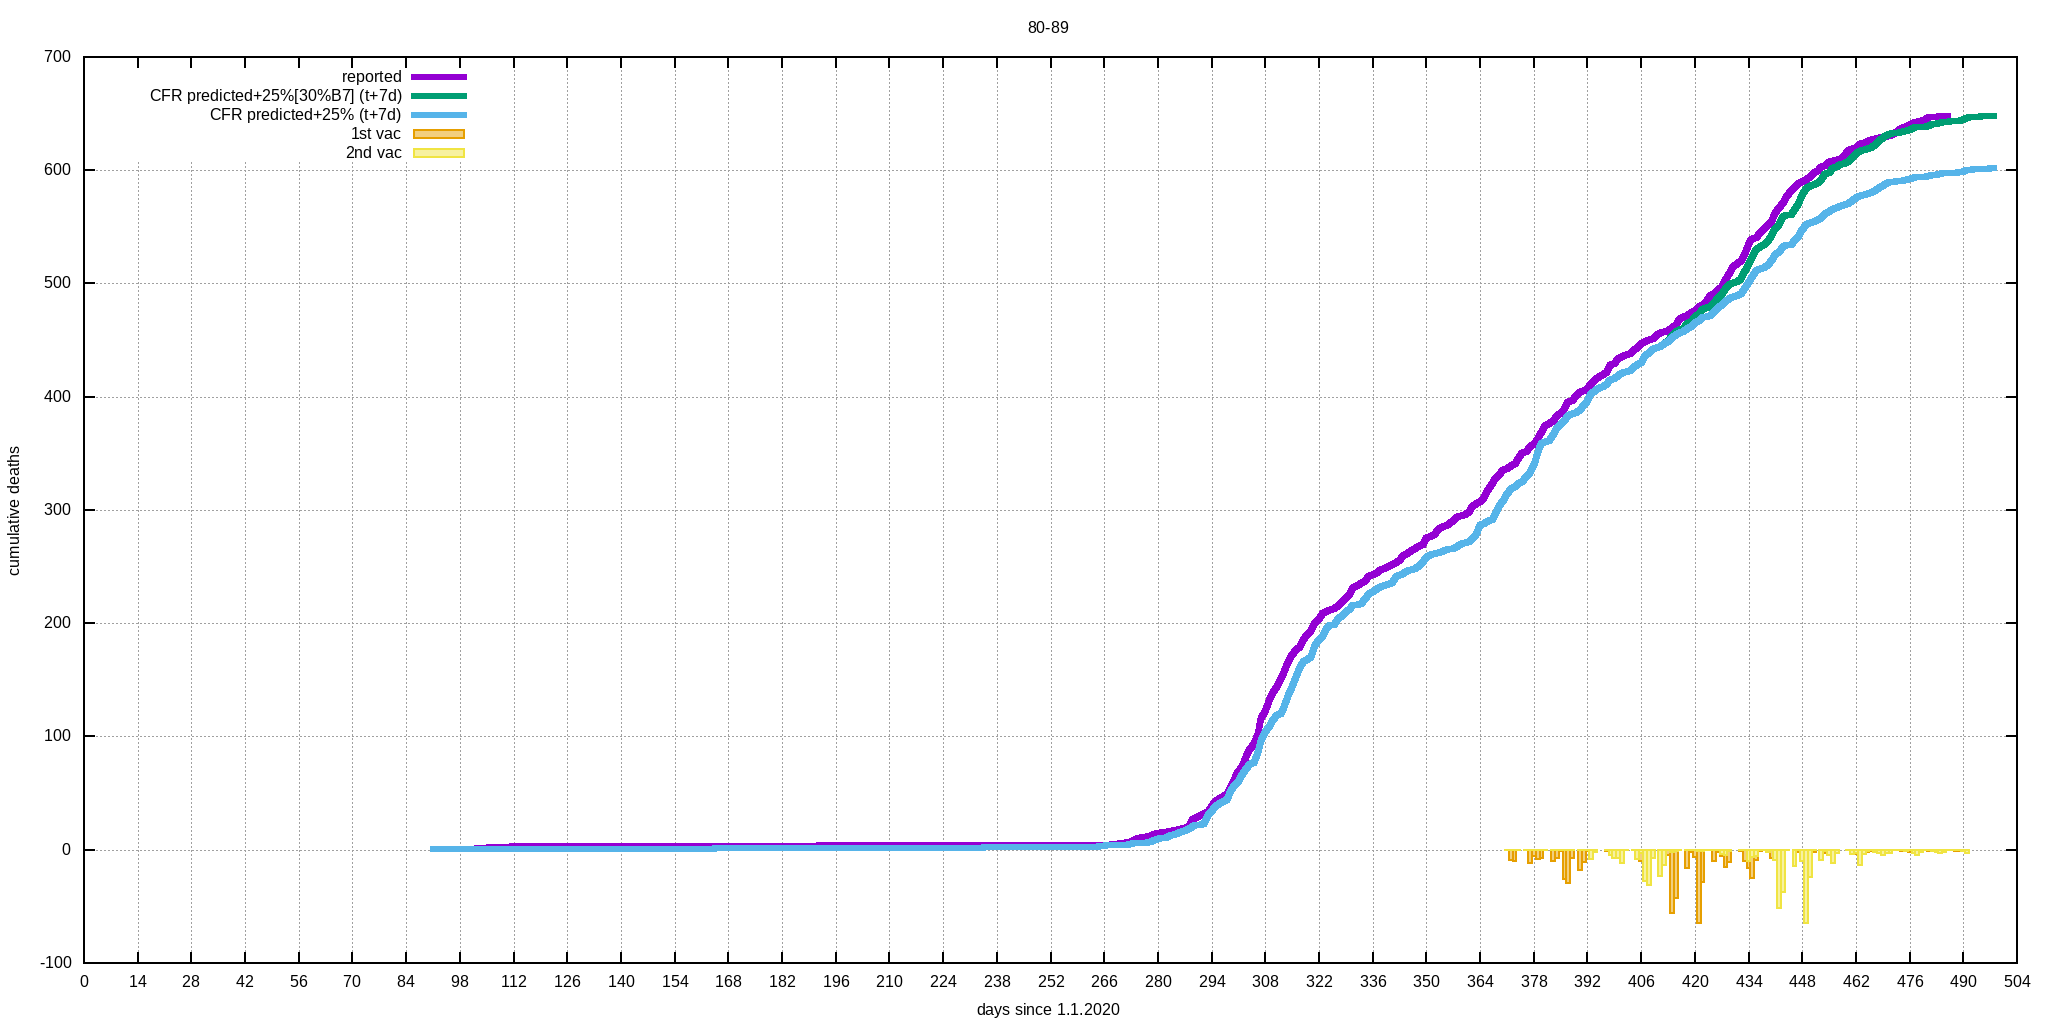 80-89
700
600
500
400
300
200
100
0
-100
cumulative deaths
reported
CFR predicted+25%[30%B7] (t+7d)
CFR predicted+25% (t+7d)
1st vac
2nd vac
0 14 28 42 56 70 84 98 112 126 140 154 168 182 196 210 224 238 252 266 280 294 308 322 336 350 364 378 392 406 420 434 448 462 476 490 504
days since 1.1.2020